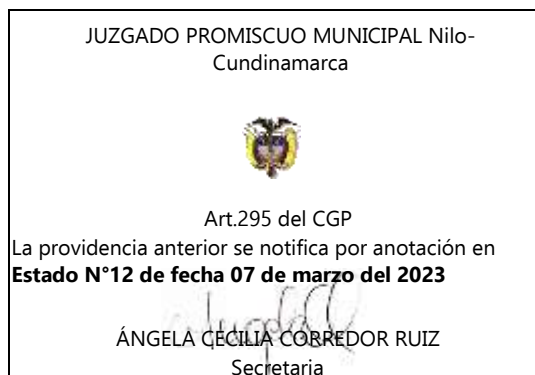 JUZGADO PROMISCUO MUNICIPAL Nilo-
Cundinamarca
Art.295 del CGP
La providencia anterior se notifica por anotación en
Estado N°12 de fecha 07 de marzo del 2023
ÁNGELA CECILIA CORREDOR RUIZ
Secretaria